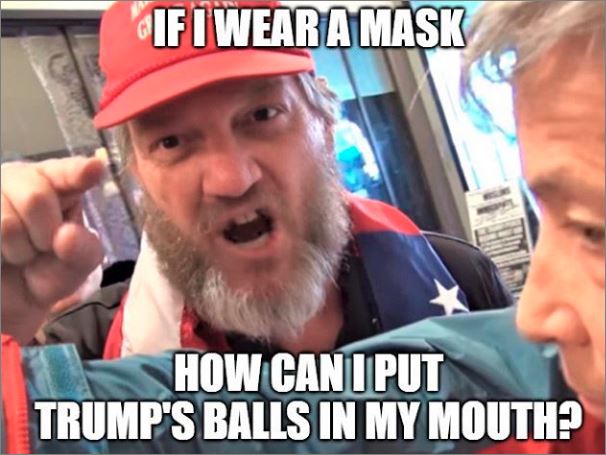 IF I WEAR A MASK
HOW CAN I PUT
TRUMP'S BALLS IN MY MOUTH?